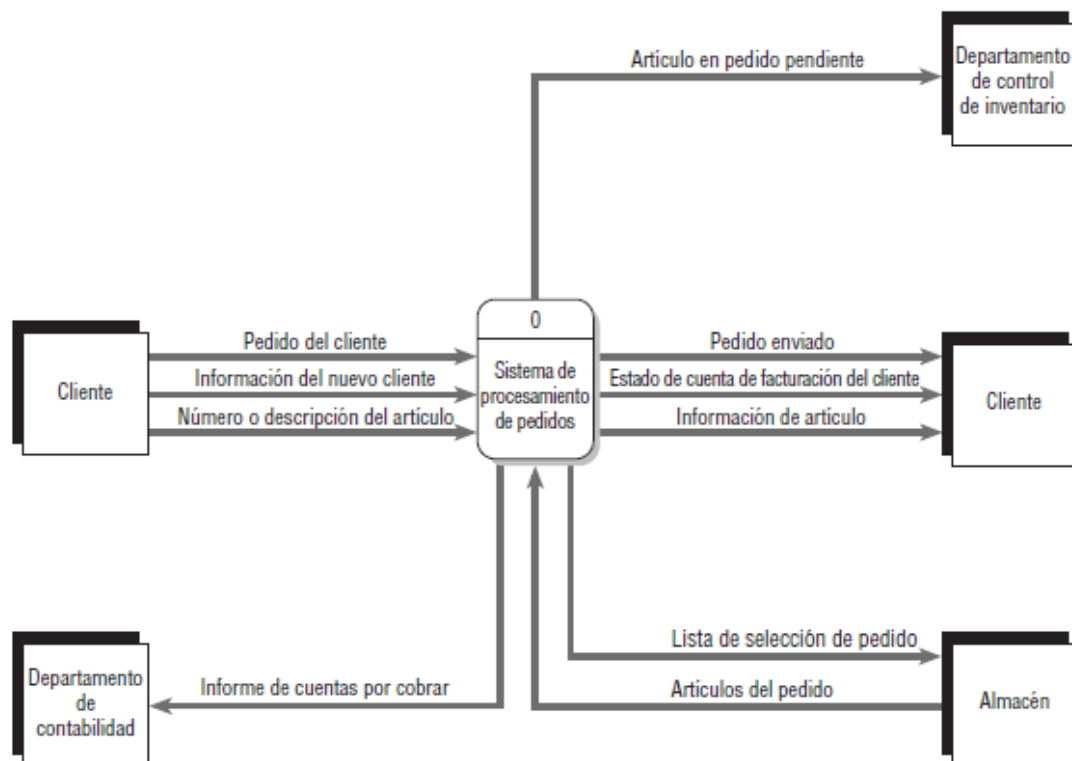 Artículo en pedido pendiente
Departamento
de control
de inventario
0
Sistema de
procesamiento
de pedidos
Cliente
Pedido del cliente
Información del nuevo cliente
Número o descripción del artículo
Pedido enviado
Estado de cuenta de facturación del cliente
Información de artículo
Cliente
Departamento
de
contabilidad
Informe de cuentas por cobrar
Lista de selección de pedido
Artículos del pedido
Almacén